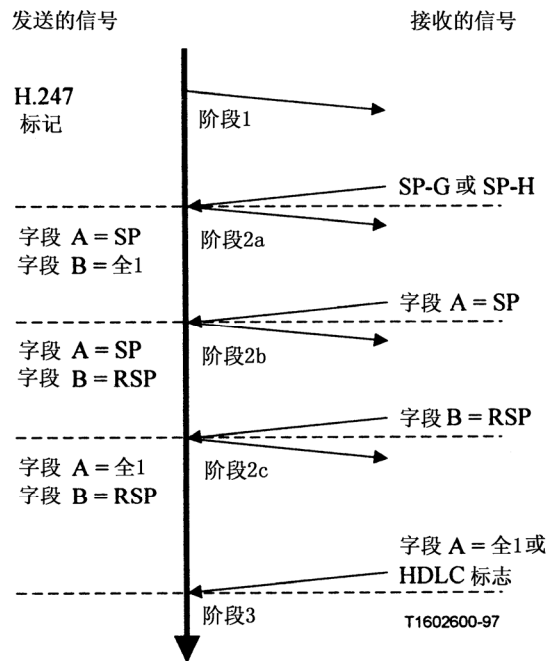 发送的信号
接收的信号
H.247
标记
阶段1
SP-G 或 SP-H
字段 A = SP
字段 B = 全1
阶段2a
字段 A = SP
字段 A = SP
字段 B = RSP
阶段2b
字段 B = RSP
字段 A = 全1
字段 B = RSP
阶段2c
字段 A = 全1或
HDLC 标志
阶段3
T1602600-97